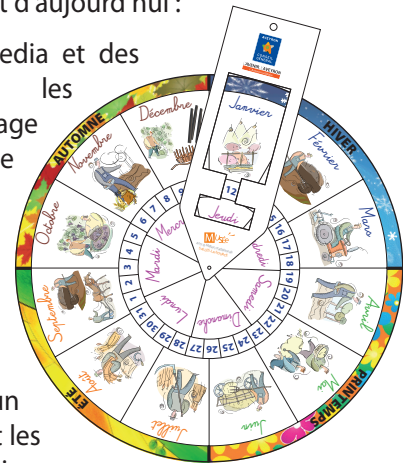 t d'aujourd'hui :
edia et des
les
age
e
un
t les
AVEYRON
Janvier
12
Jeudi
HIVER
Février
Mars
PRINTEMPS
Avril
Mai
Juin
ÉTÉ
Juillet
Août
Septembre
AUTOMNE
Octobre
Novembre
Décembre
16 17 18 19 20 21 22 23 24 25 26 27 28 29 30 31 1 2 3 4 5 6 7 8
Samedi
Dimanche
Lundi
Mardi
Mercr